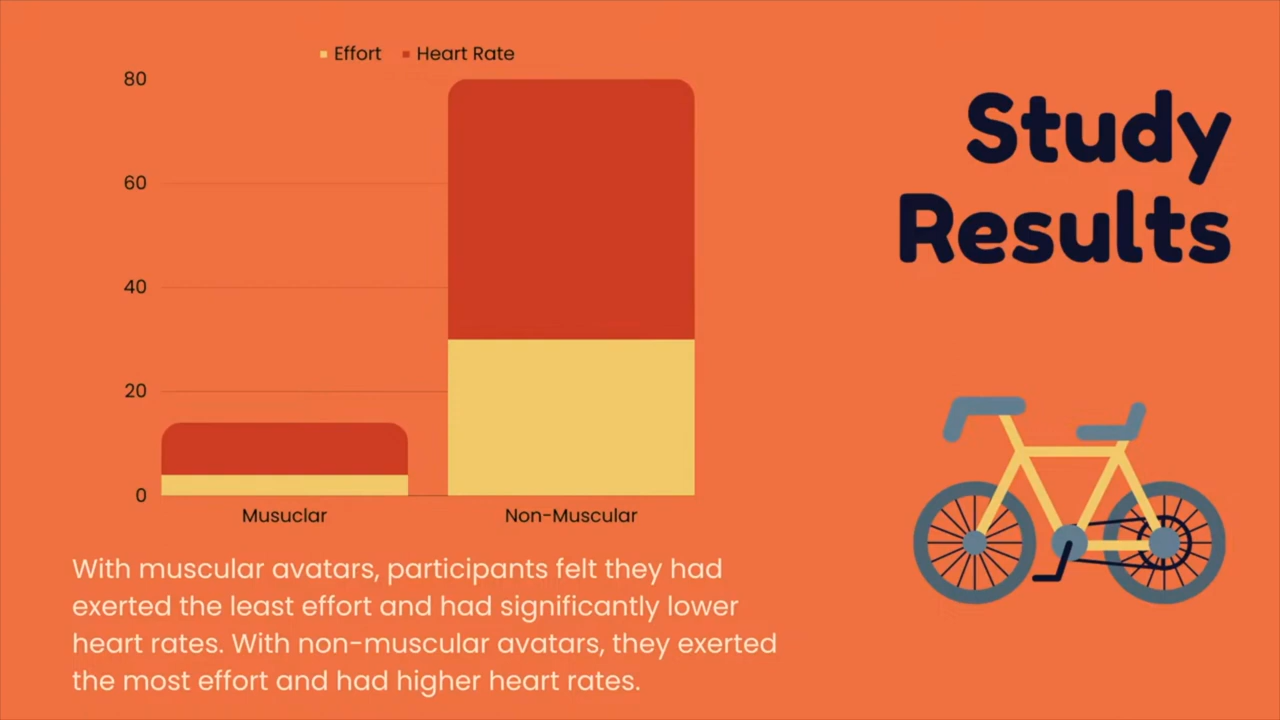 Effort Heart Rate
80
60
40
20
0
Musuclar Non-Muscular
Study
Results
With muscular avatars, participants felt they had
exerted the least effort and had significantly lower
heart rates. With non-muscular avatars, they exerted
the most effort and had higher heart rates.